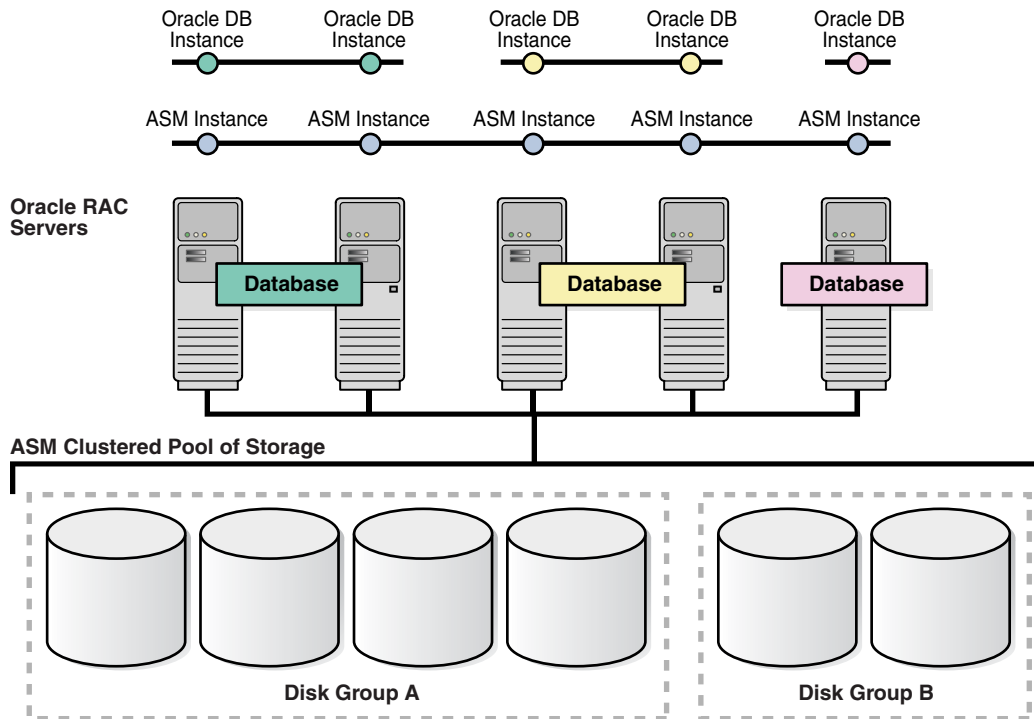 Oracle DB
Instance
Oracle DB
Instance
Oracle DB
Instance
Oracle DB
Instance
Oracle DB
Instance
ASM Instance
ASM Instance
ASM Instance
ASM Instance
ASM Instance
Oracle RAC
Servers
Database
Database
Database
ASM Clustered Pool of Storage
Disk Group A
Disk Group B